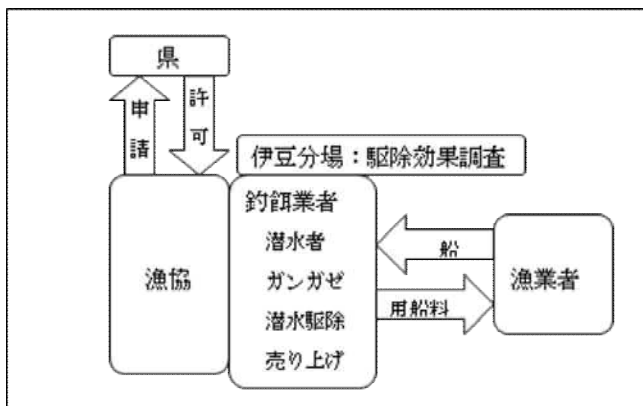 県
申請
許可
伊豆分場：駆除効果調査
漁協
釣餌業者
潜水者
ガンガゼ
潜水駆除
売り上げ
船
用船料
漁業者